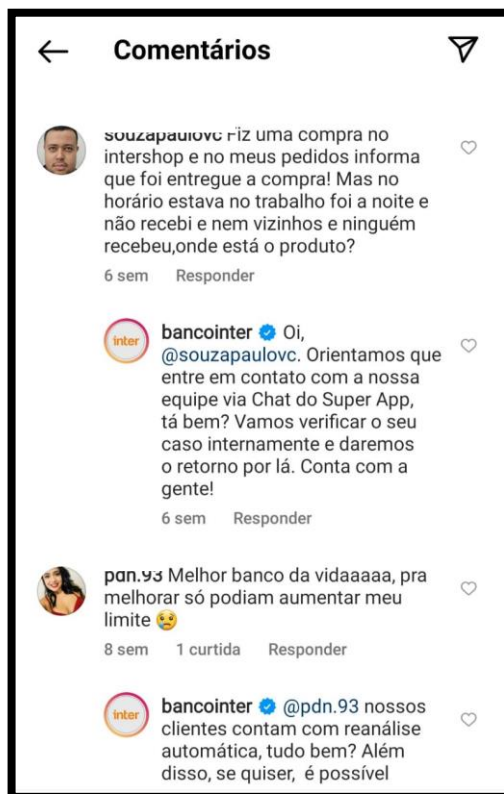 Comentários
souzapaulovc Fiz uma compra no
intershop e no meus pedidos informa
que foi entregue a compra! Mas no
horário estava no trabalho foi a noite e
não recebi e nem vizinhos e ninguém
recebeu,onde está o produto?
6 sem Responder
inter
bancointer Oi,
@souzapaulovc. Orientamos que
entre em contato com a nossa
equipe via Chat do Super App,
tá bem? Vamos verificar o seu
caso internamente e daremos
o retorno por lá. Conta com a
gente!
6 sem Responder
pdn.93 Melhor banco da vidaaaaa, pra
melhorar só podiam aumentar meu
limite 😢
8 sem 1 curtida Responder
inter
bancointer @pdn.93 nossos
clientes contam com reanálise
automática, tudo bem? Além
disso, se quiser, é possível